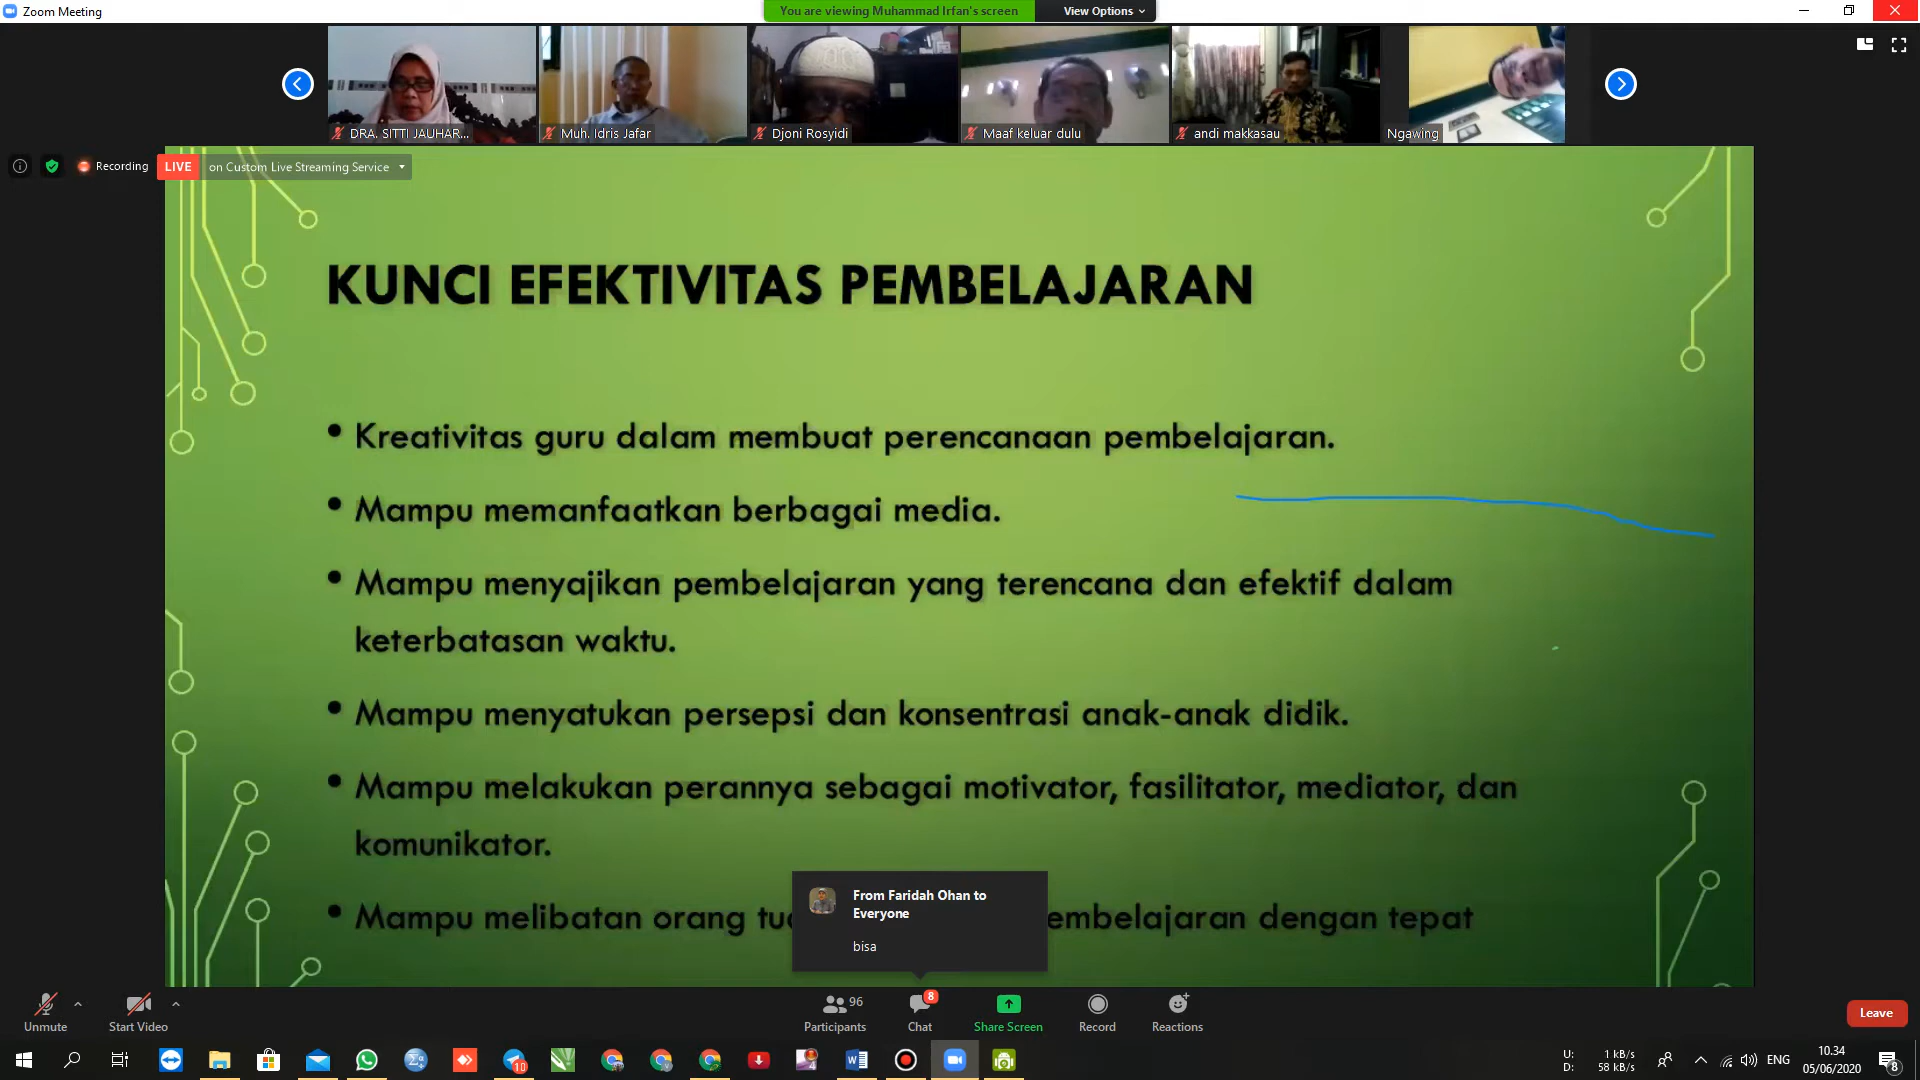 Zoom Meeting
You are viewing Muhammad Irfan's screen
View Options
DRA. SITTI JAUHAR...
Muh. Idris Jafar
Djoni Rosyidi
Maaf keluar dulu
andi makkasau
Ngawing
Recording
LIVE
on Custom Live Streaming Service
KUNCI EFEKTIVITAS PEMBELAJARAN
• Kreativitas guru dalam membuat perencanaan pembelajaran.
• Mampu memanfaatkan berbagai media.
• Mampu menyajikan pembelajaran yang terencana dan efektif dalam
keterbatasan waktu.
• Mampu menyatukan persepsi dan konsentrasi anak-anak didik.
• Mampu melakukan perannya sebagai motivator, fasilitator, mediator, dan
komunikator.
• Mampu melibatan orang tu embelajaran dengan tepat
From Faridah Ohan to
Everyone
bisa
Unmute
Start Video
96
Participants
8
Chat
Share Screen
Record
Reactions
Leave
10
4
U: 1 kB/s
D: 58 kB/s
ENG
10.34
05/06/2020
8